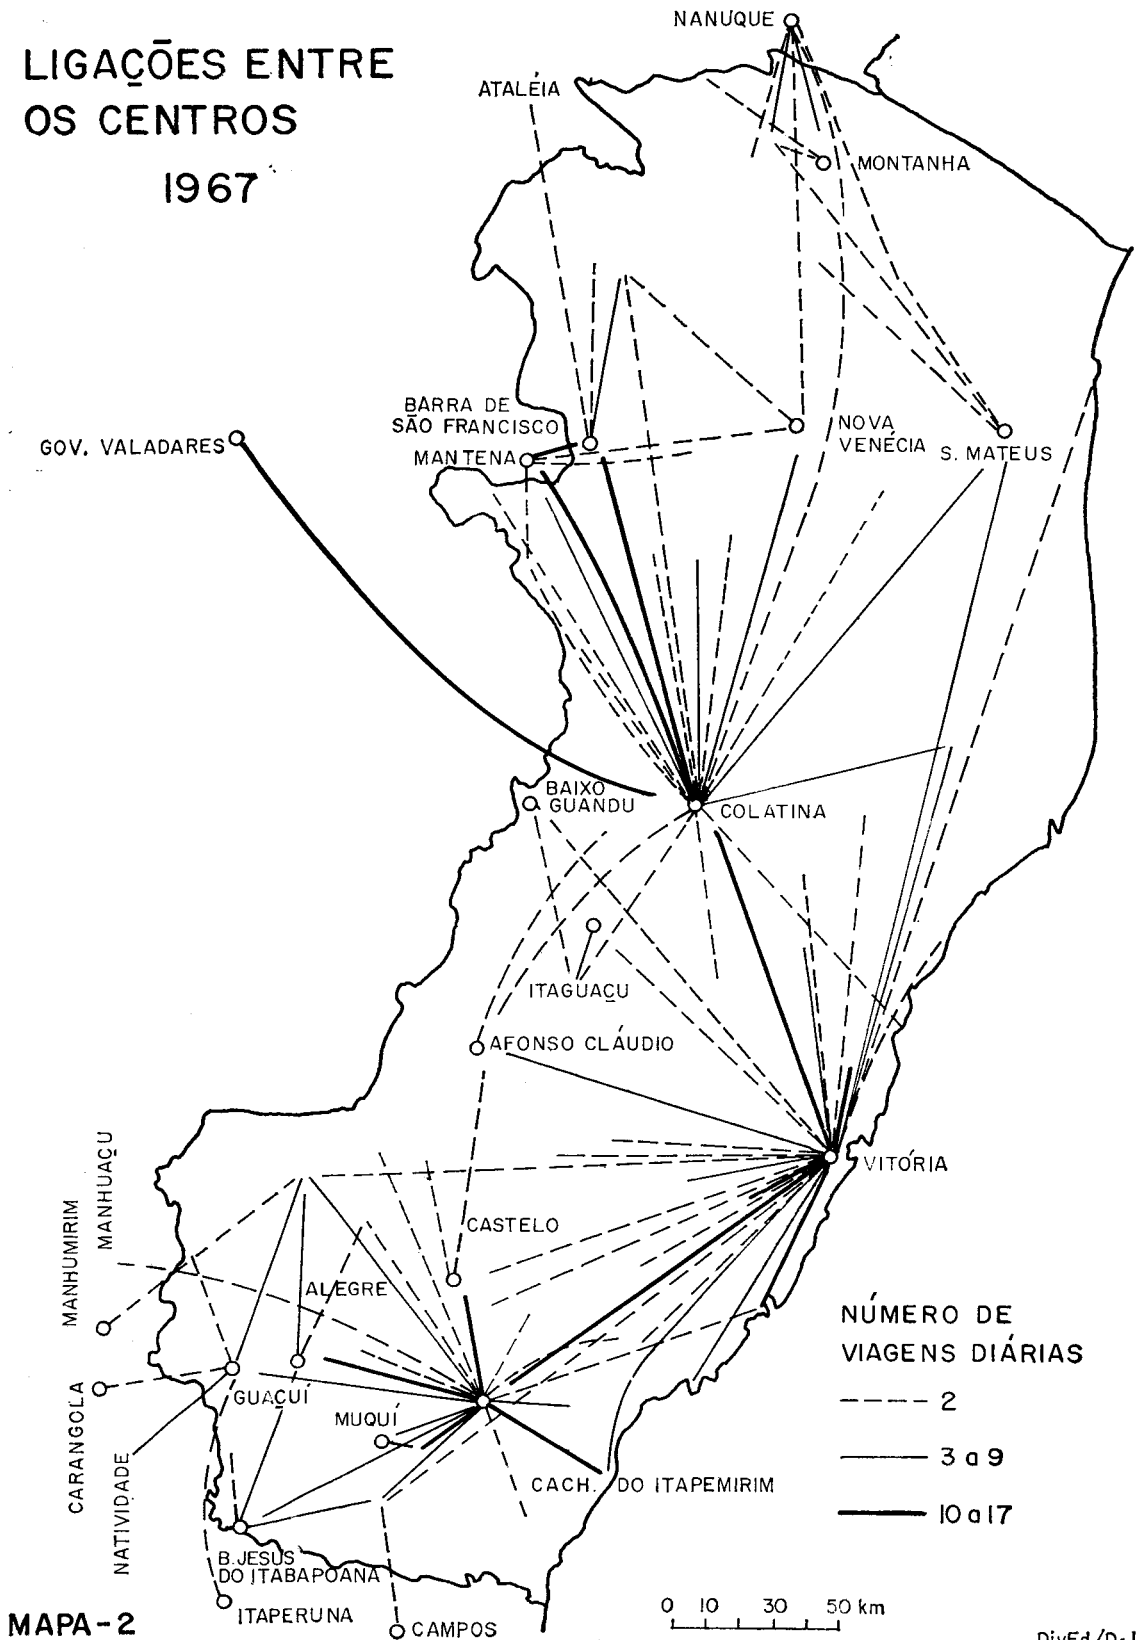 LIGAÇÕES ENTRE
OS CENTROS
1967
NANUQUE
ATALÉIA
MONTANHA
BARRA DE
SÃO FRANCISCO
MANTENA
GOV. VALADARES
NOVA
VENÉCIA
S. MATEUS
BAIXO
GUANDU
COLATINA
ITAGUAÇU
AFONSO CLÁUDIO
VITÓRIA
MANHUAÇU
MANHUMIRIM
CASTELO
ALEGRE
GUAÇUÍ
MUQUI
CARANGOLA
NATIVIDADE
CACH. DO ITAPEMIRIM
B. JESUS
DO ITABAPOANA
ITAPERUNA
CAMPOS
NÚMERO DE
VIAGENS DIÁRIAS
2
3 a 9
10 a 17
0 10 30 50 km
MAPA-2